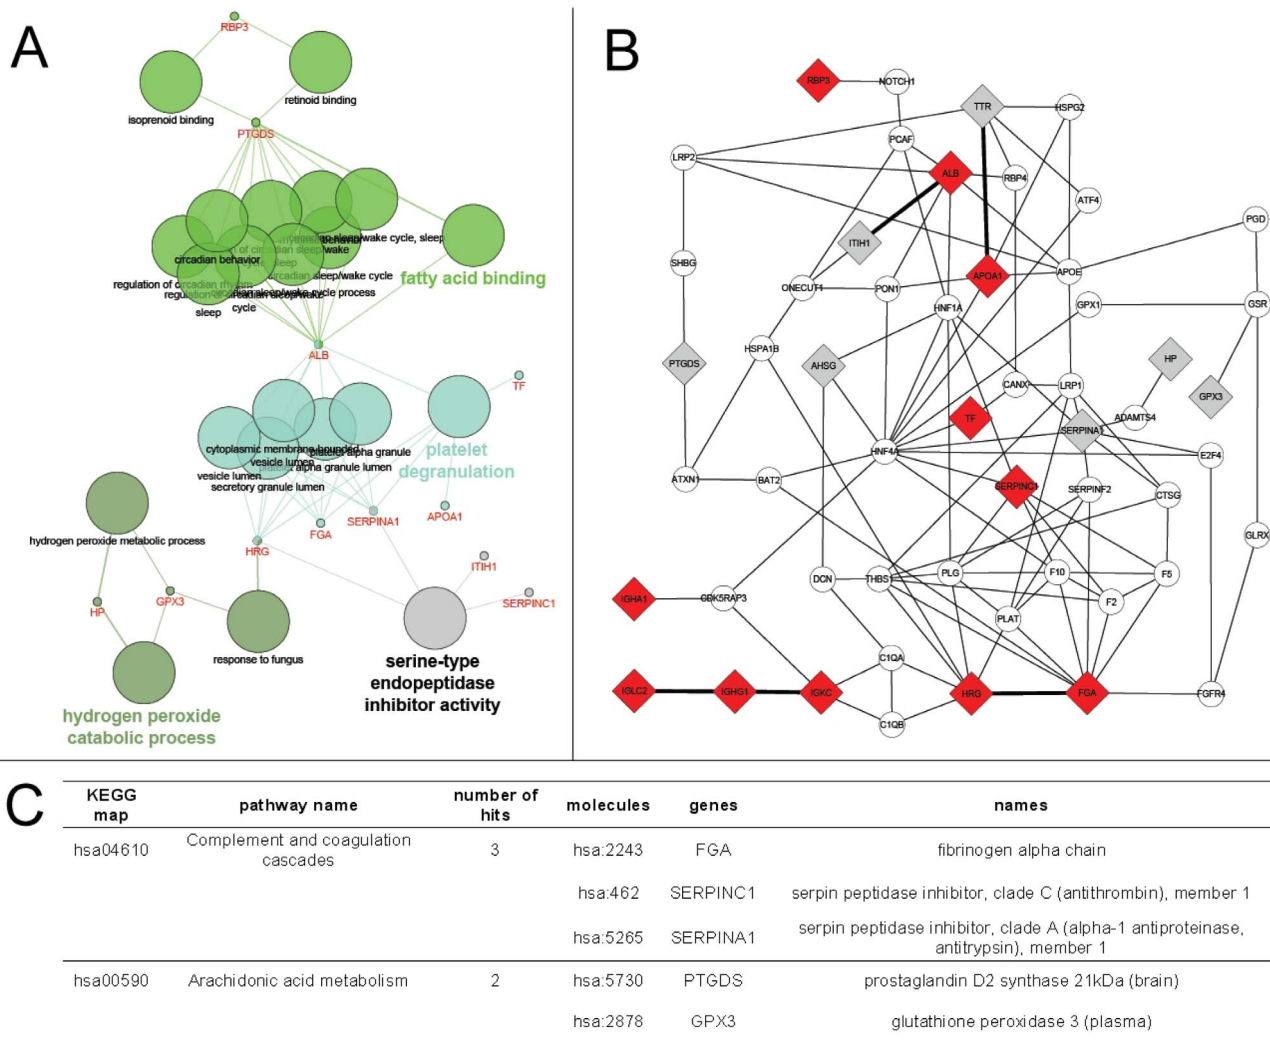 A
RBP3
isoprenoid binding
retinoid binding
PTGDS
circadian behavior
regulation of circadian rhythm
sleep
cycle
fatty acid binding
ALB
TF
cytoplasmic membrane-bounded
vesicle lumen
platelet alpha granule
platelet alpha granule lumen
vesicle lumen
secretory granule lumen
platelet
degranulation
SERPINA1
APOA1
FGA
HRG
hydrogen peroxide metabolic process
HP
GPX3
response to fungus
ITIH1
SERPINC1
serine-type
endopeptidase
inhibitor activity
hydrogen peroxide
catabolic process
B
RBP3
NOTCH1
TTR
HSPG2
PCAF
LRP2
ALB
RBP4
ATF4
PGD
ITIH1
SHBG
APOA1
APOE
ONECUT1
PON1
HNF1A
GPX1
GSR
HSPA1B
PTGDS
AHSG
HP
CANX
LRP1
GPX3
TF
ADAMTS4
SERPINA1
HNF4A
E2F4
ATXN1
BAT2
SERPINC1
SERPINF2
CTSG
GLRX
DCN
THBS1
PLG
F10
F5
IGHA1
CDK5RAP3
F2
PLAT
C1QA
IGLC2
IGHG1
IGKC
HRG
FGA
FGFR4
C1QB
C
KEGG map pathway name number of hits molecules genes names
hsa04610 Complement and coagulation cascades 3 hsa:2243 FGA fibrinogen alpha chain
hsa:462 SERPINC1 serpin peptidase inhibitor, clade C (antithrombin), member 1
hsa:5265 SERPINA1 serpin peptidase inhibitor, clade A (alpha-1 antiproteinase, antitrypsin), member 1
hsa00590 Arachidonic acid metabolism 2 hsa:5730 PTGDS prostaglandin D2 synthase 21kDa (brain)
hsa:2878 GPX3 glutathione peroxidase 3 (plasma)